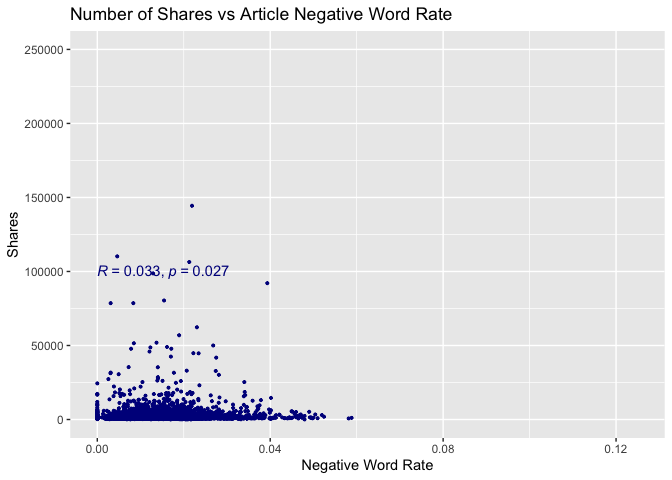 Number of Shares vs Article Negative Word Rate
250000
200000
150000
100000
50000
0
R = 0.033, p = 0.027
Shares
0.00 0.04 0.08 0.12
Negative Word Rate